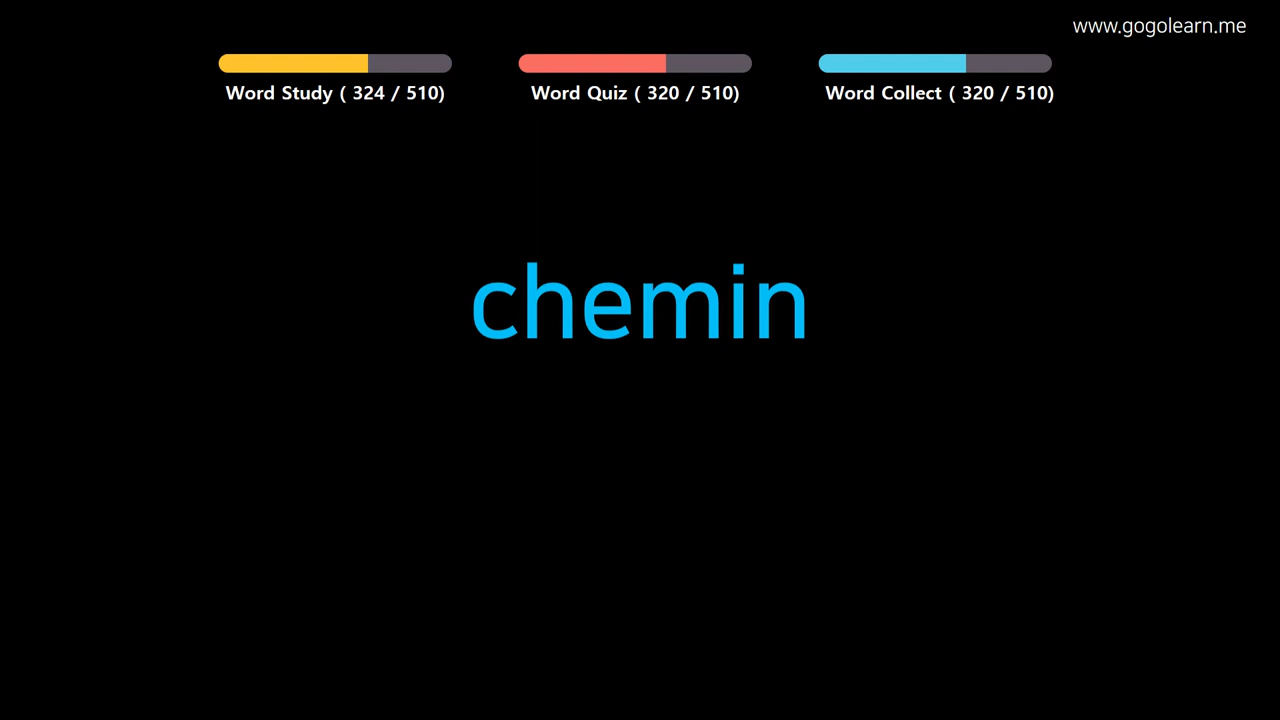 www.gogolearn.me
Word Study ( 324 / 510)
Word Quiz ( 320 / 510)
Word Collect ( 320 / 510)
chemin